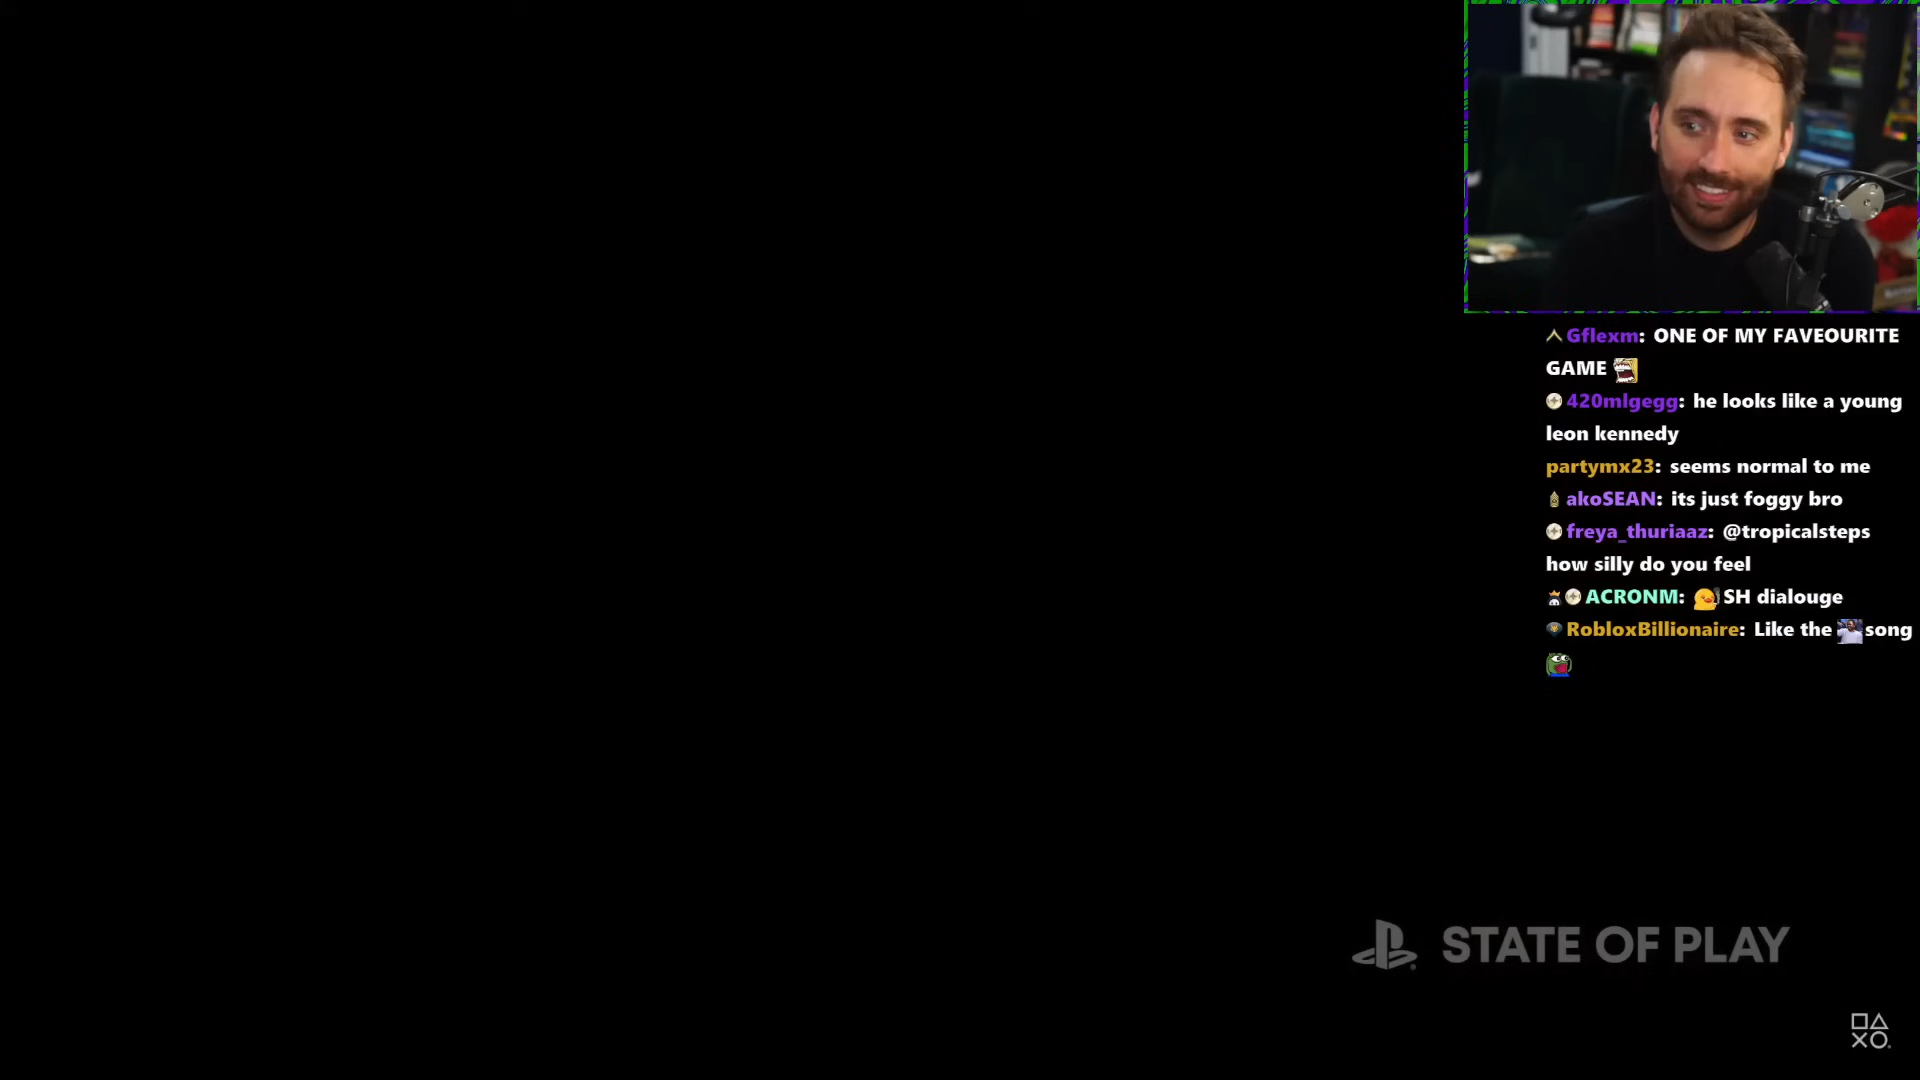 Gflexm: ONE OF MY FAVEOURITE
GAME
420mlgegg: he looks like a young
leon kennedy
partymx23: seems normal to me
akoSEAN: its just foggy bro
freya_thuriaaz: @tropicalsteps
how silly do you feel
ACRONM: SH dialouge
RobloxBillionaire: Like the song
STATE OF PLAY